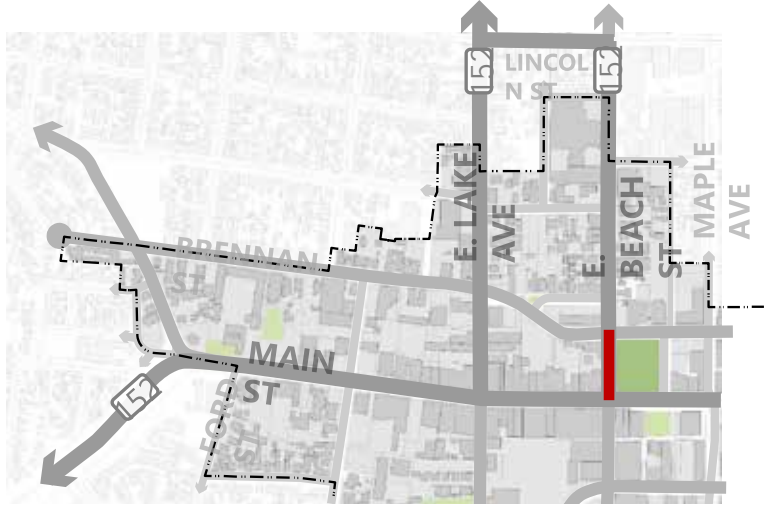 152
152
LINCOL
N ST
E. LAKE
AVE
E.
BEACH
ST
MAPLE
AVE
BRENNAN
ST
MAIN
ST
FORD
ST
152